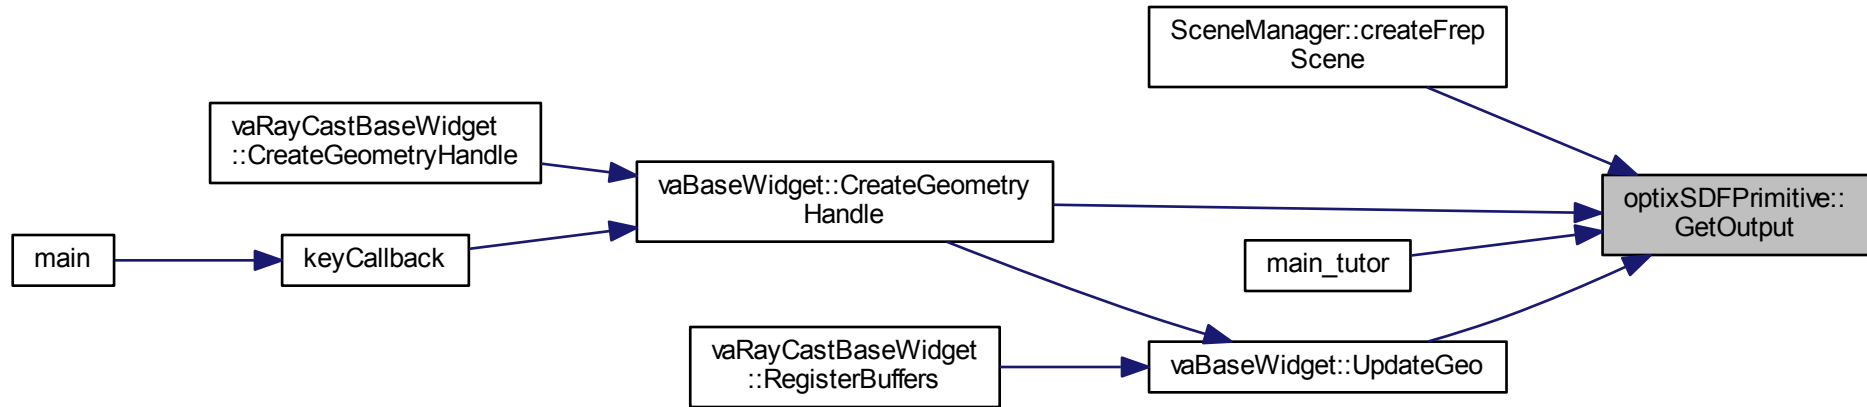 SceneManager::createFrep
Scene
vaRayCastBaseWidget
::CreateGeometryHandle
vaBaseWidget::CreateGeometry
Handle
optixSDFPrimitive::
GetOutput
main
keyCallback
main_tutor
vaRayCastBaseWidget
::RegisterBuffers
vaBaseWidget::UpdateGeo